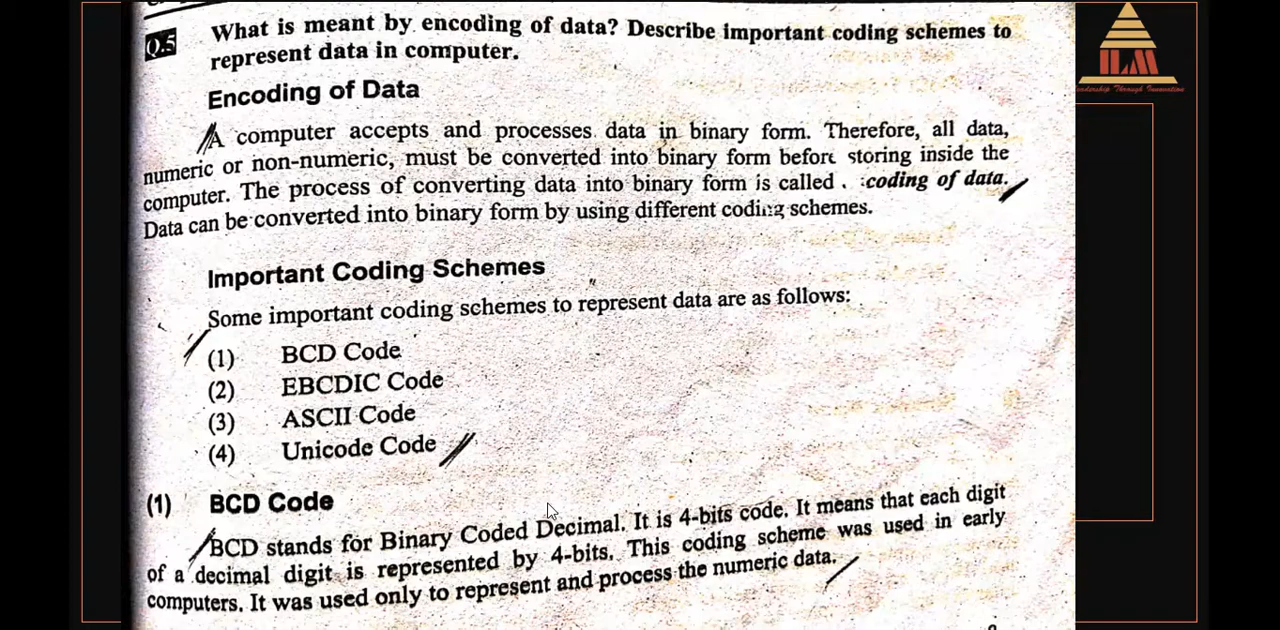 Q.5 What is meant by encoding of data? Describe important coding schemes to
represent data in computer.
Encoding of Data
A computer accepts and processes data in binary form. Therefore, all data,
numeric or non-numeric, must be converted into binary form before storing inside the
computer. The process of converting data into binary form is called coding of data.
Data can be converted into binary form by using different coding schemes.
Important Coding Schemes
Some important coding schemes to represent data are as follows:
(1) BCD Code
(2) EBCDIC Code
(3) ASCII Code
(4) Unicode Code
(1) BCD Code
BCD stands for Binary Coded Decimal. It is 4-bits code. It means that each digit
of a decimal digit is represented by 4-bits. This coding scheme was used in early
computers. It was used only to represent and process the numeric data.
ILM
Leadership Through Innovation